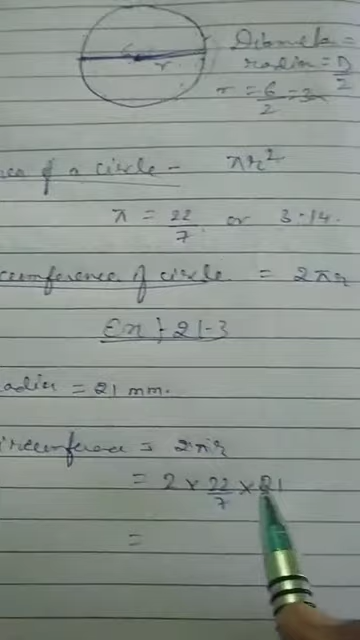 Diameter =
radius = D/2
r
r = 6/2 = 3
area of a circle - πr²
π = 22/7 or 3.14.
circumference of circle = 2πr
Ex 21.3
radius = 21 mm.
circumference = 2πr
= 2 × 22/7 × 21
=